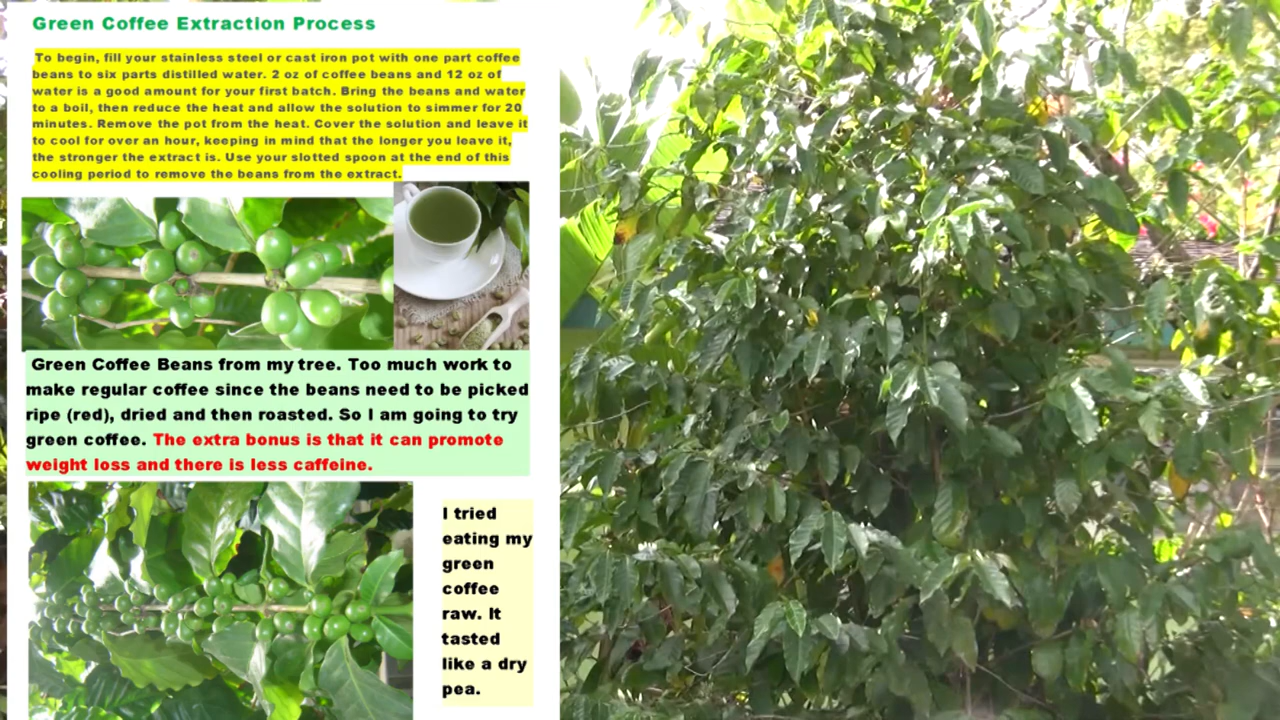 Green Coffee Extraction Process
To begin, fill your stainless steel or cast iron pot with one part coffee
beans to six parts distilled water. 2 oz of coffee beans and 12 oz of
water is a good amount for your first batch. Bring the beans and water
to a boil, then reduce the heat and allow the solution to simmer for 20
minutes. Remove the pot from the heat. Cover the solution and leave it
to cool for over an hour, keeping in mind that the longer you leave it,
the stronger the extract is. Use your slotted spoon at the end of this
cooling period to remove the beans from the extract.
Green Coffee Beans from my tree. Too much work to
make regular coffee since the beans need to be picked
ripe (red), dried and then roasted. So I am going to try
green coffee. The extra bonus is that it can promote
weight loss and there is less caffeine.
I tried
eating my
green
coffee
raw. It
tasted
like a dry
pea.